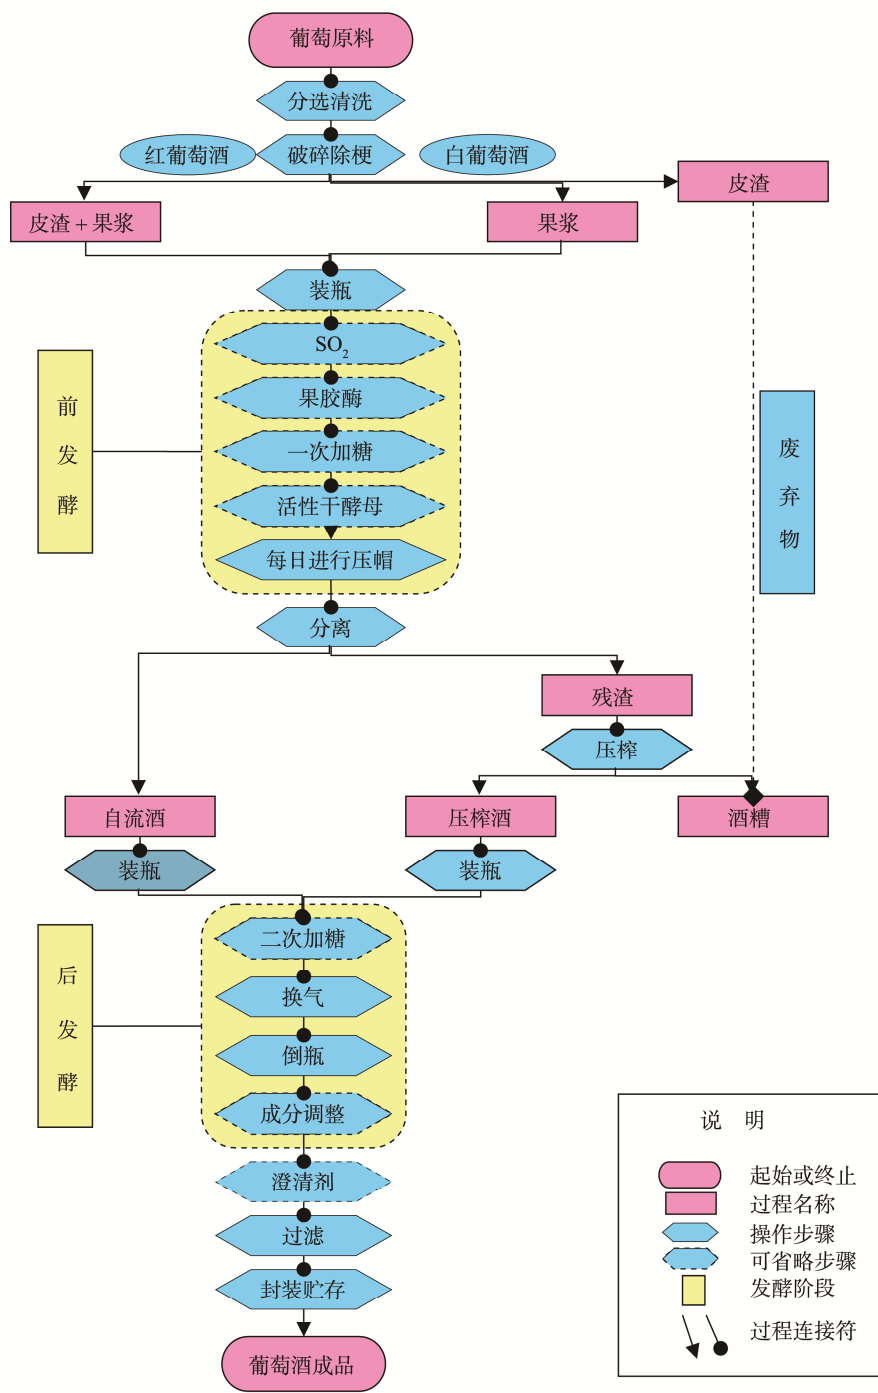 葡萄原料
分选清洗
红葡萄酒
破碎除梗
白葡萄酒
皮渣
皮渣 + 果浆
果浆
装瓶
SO₂
果胶酶
一次加糖
活性干酵母
每日进行压帽
前发酵
废弃物
分离
残渣
压榨
自流酒
压榨酒
酒糟
装瓶
装瓶
二次加糖
换气
倒瓶
成分调整
后发酵
澄清剂
过滤
封装贮存
葡萄酒成品
说 明
起始或终止
过程名称
操作步骤
可省略步骤
发酵阶段
过程连接符